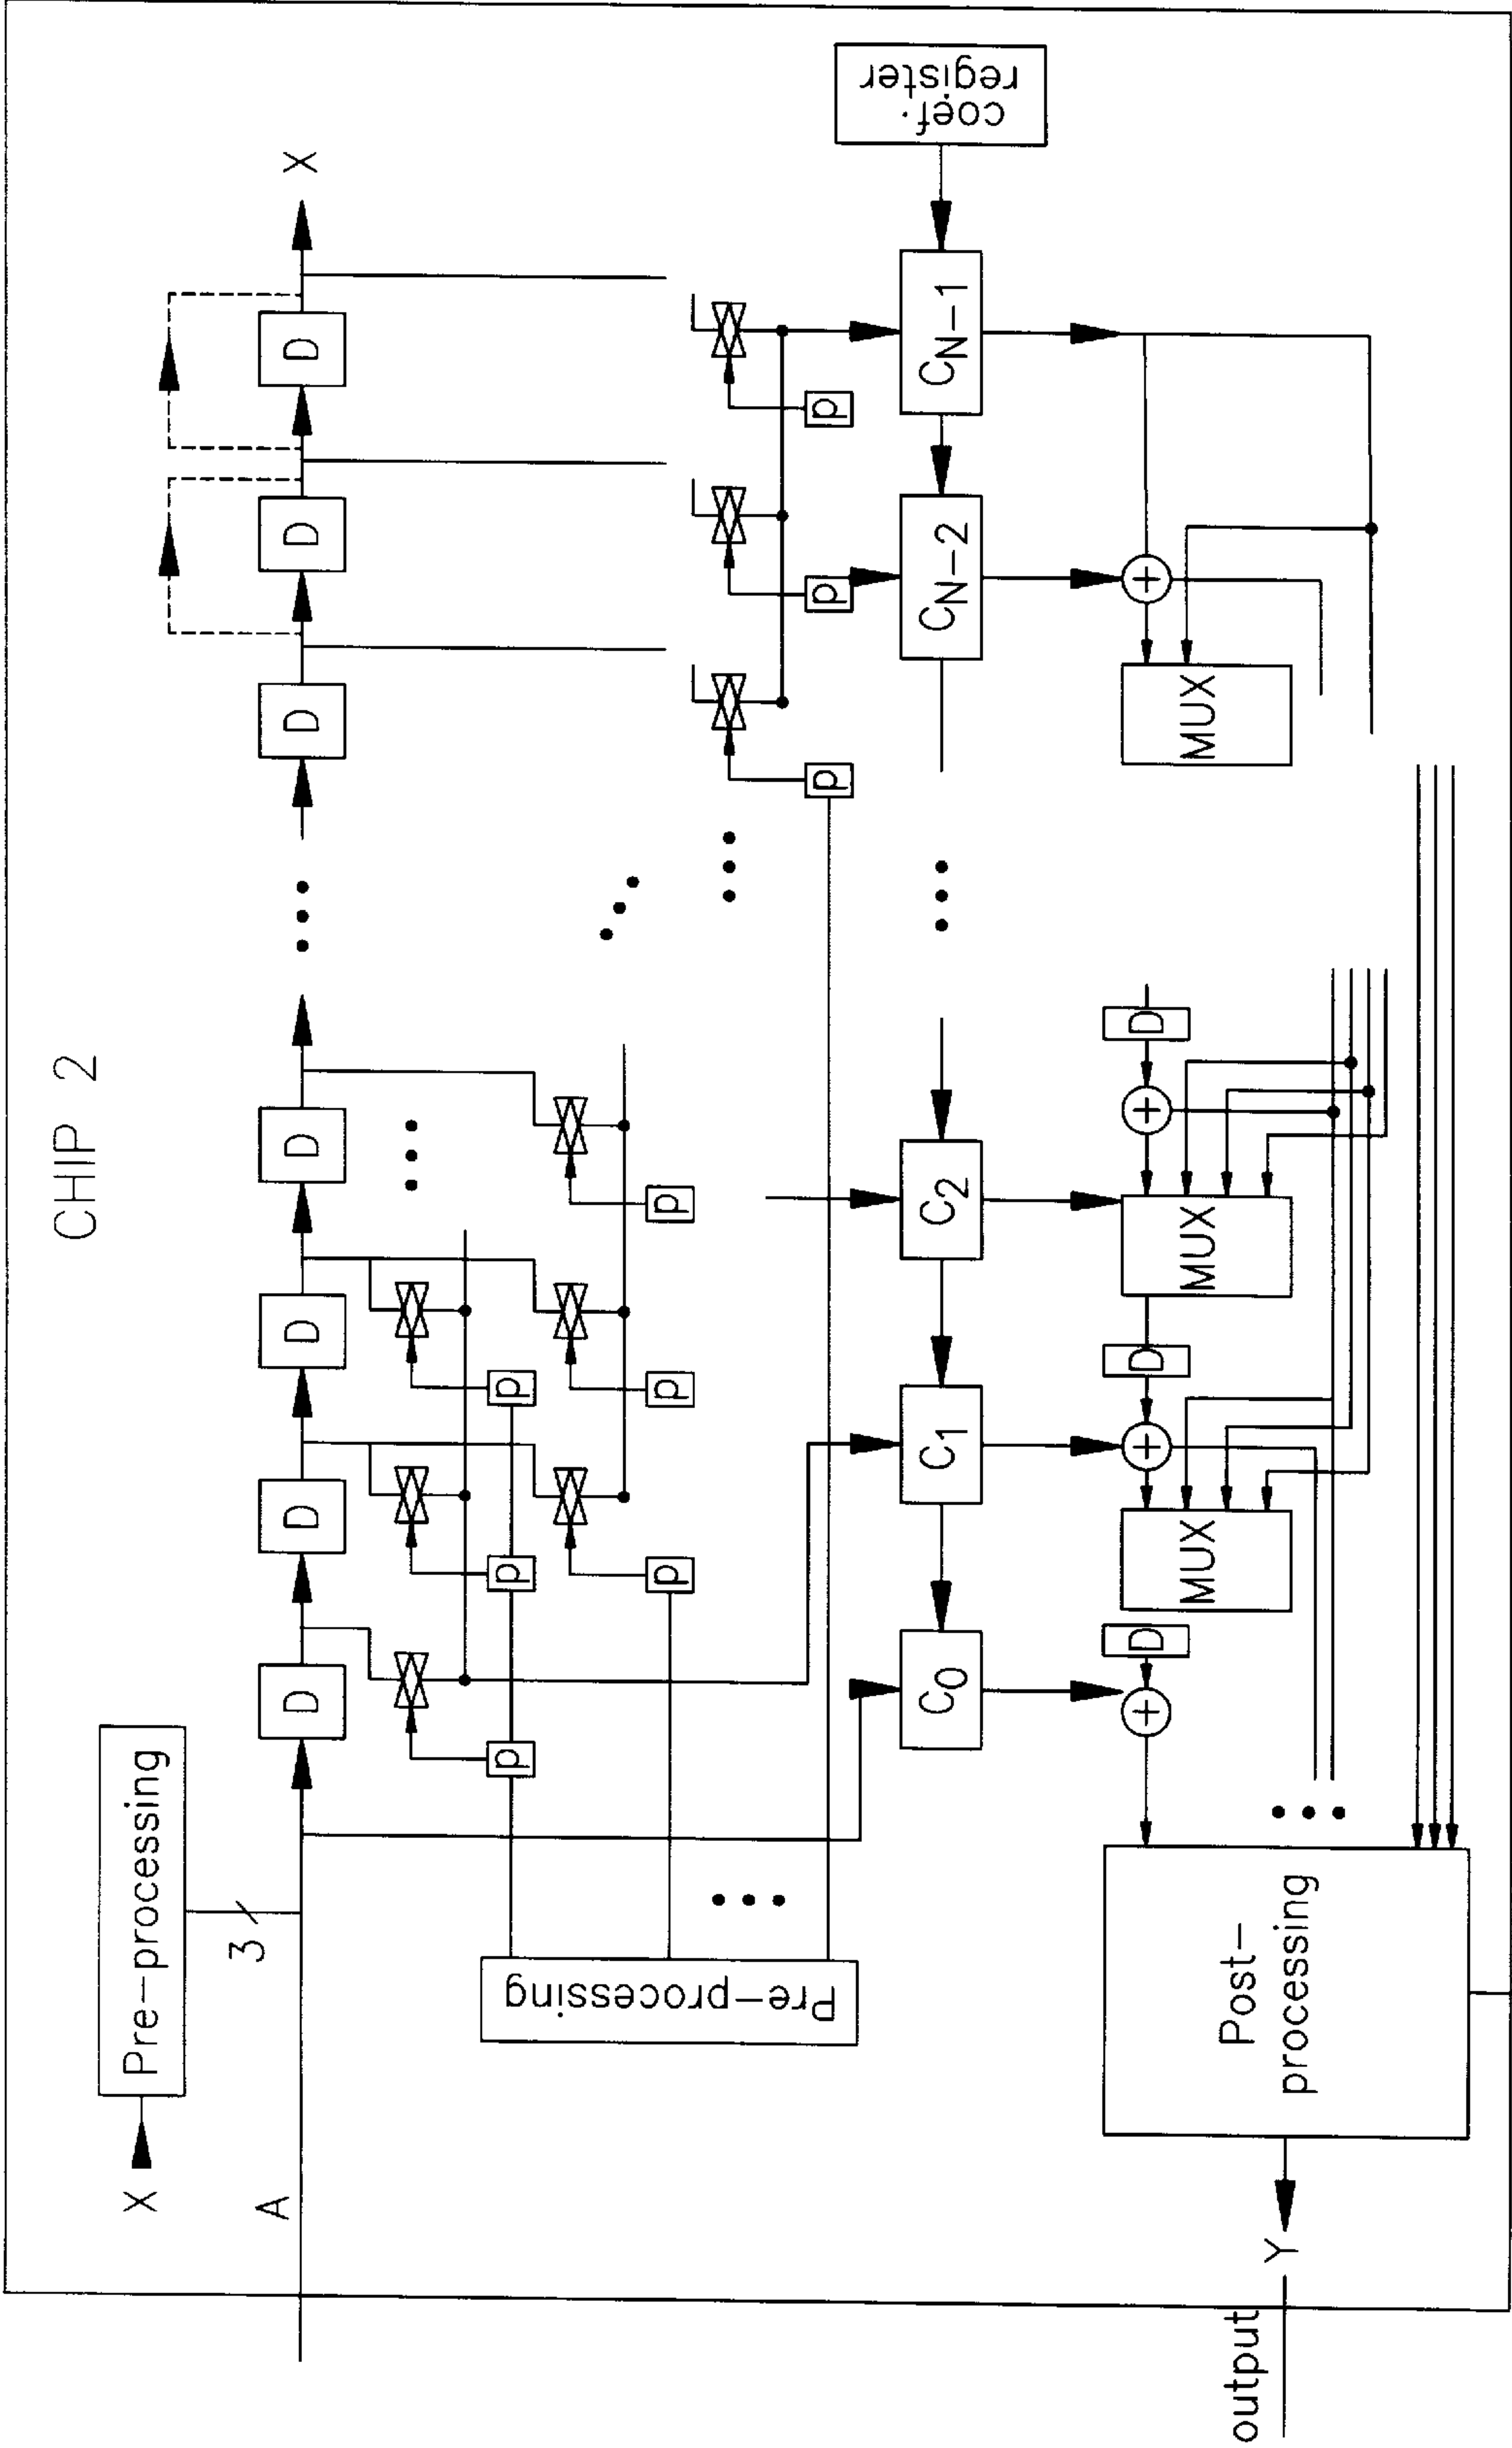 CHIP 2
X
Pre-processing
3
A
D
D
D
D
D
D
D
X
p
p
p
p
p
p
p
p
p
Pre-processing
coef.
register
C0
C1
C2
CN-2
CN-1
D
D
D
MUX
MUX
MUX
+
+
+
+
Post-
processing
Y
output